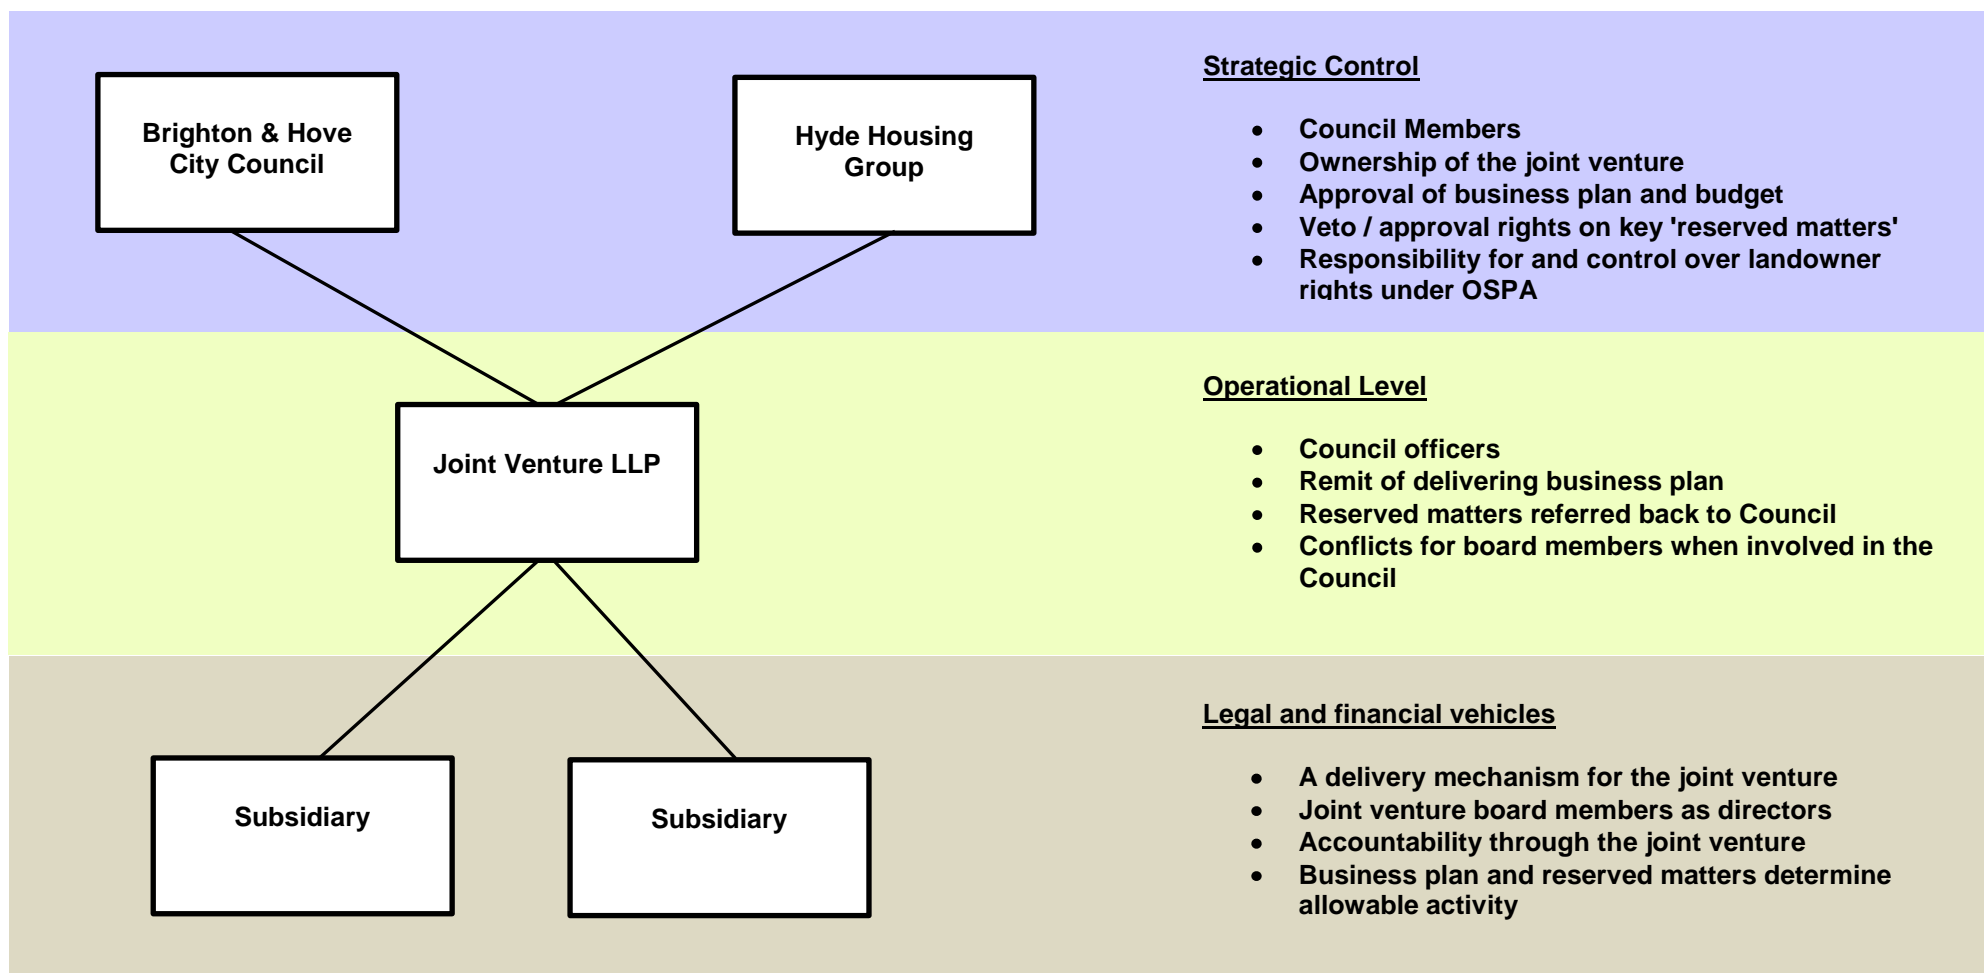 Brighton & Hove
City Council
Hyde Housing
Group
Strategic Control
• Council Members
• Ownership of the joint venture
• Approval of business plan and budget
• Veto / approval rights on key 'reserved matters'
• Responsibility for and control over landowner
rights under OSPA
Joint Venture LLP
Operational Level
• Council officers
• Remit of delivering business plan
• Reserved matters referred back to Council
• Conflicts for board members when involved in the
Council
Subsidiary
Subsidiary
Legal and financial vehicles
• A delivery mechanism for the joint venture
• Joint venture board members as directors
• Accountability through the joint venture
• Business plan and reserved matters determine
allowable activity